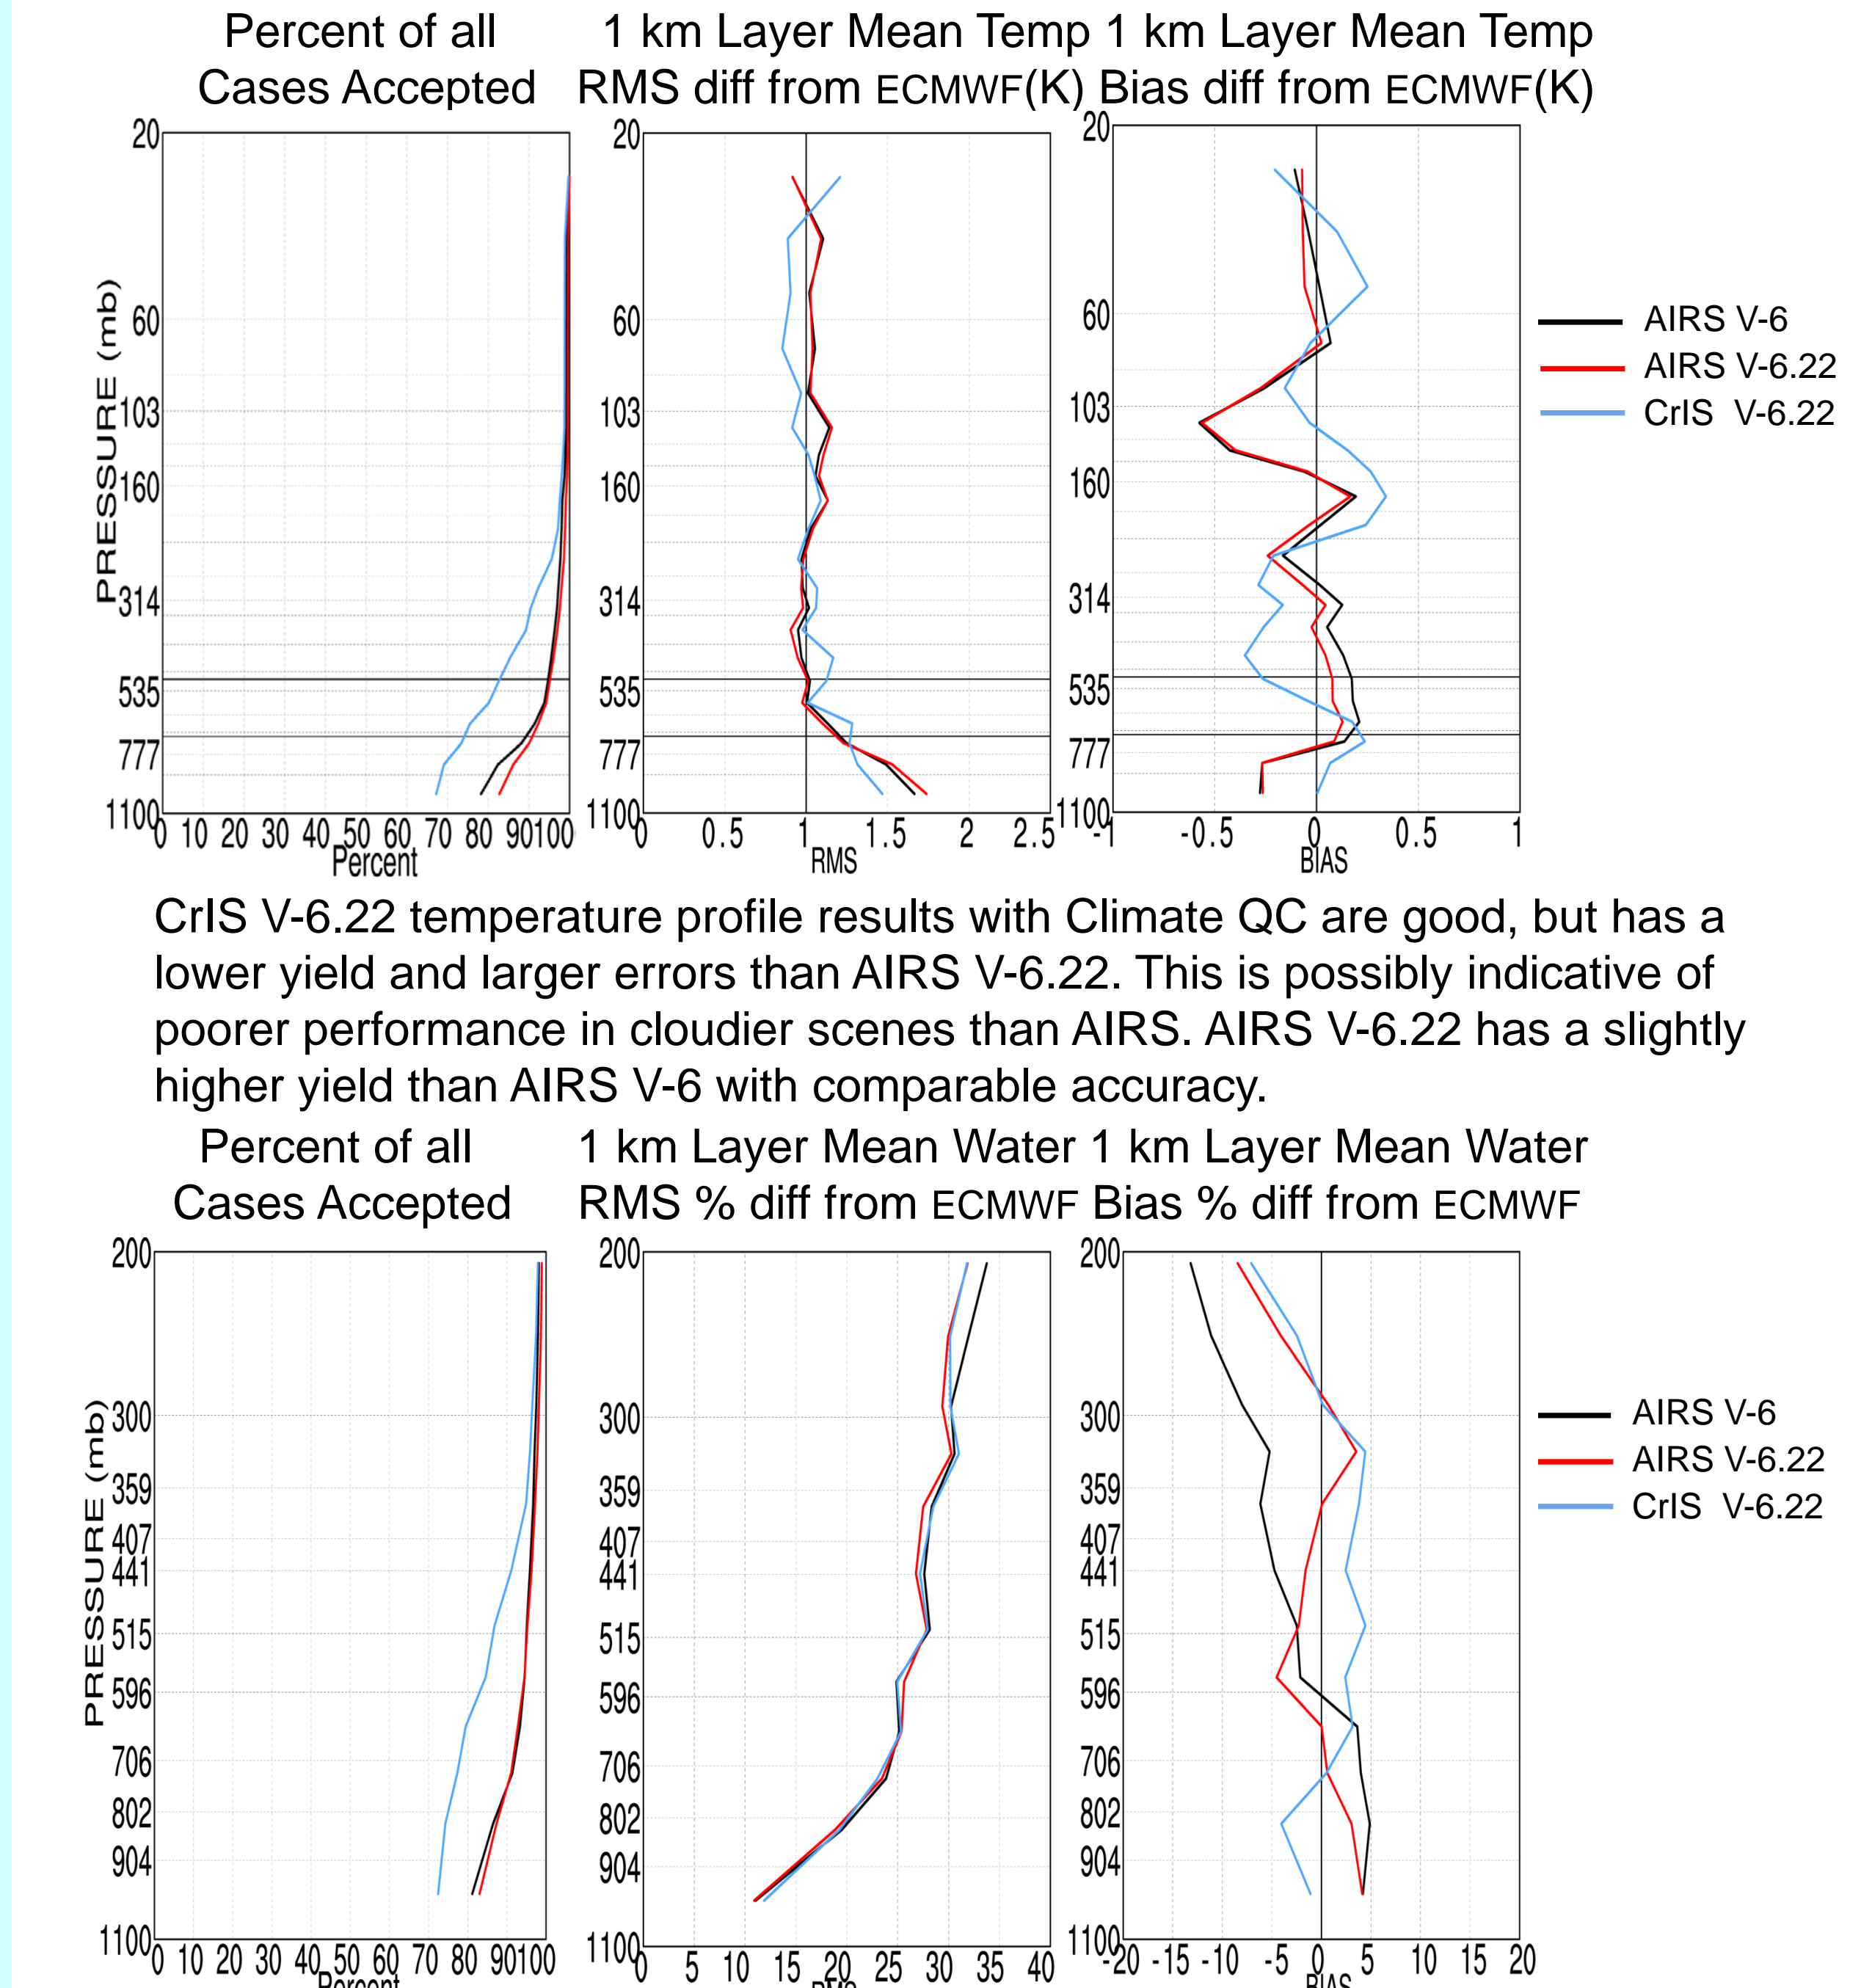 Percent of all
Cases Accepted
1 km Layer Mean Temp
RMS diff from ECMWF(K)
1 km Layer Mean Temp
Bias diff from ECMWF(K)
PRESSURE (mb)
20
60
103
160
314
535
777
1100
0 10 20 30 40 50 60 70 80 90 100
Percent
20
60
103
160
314
535
777
1100
0 0.5 1 1.5 2 2.5
RMS
20
60
103
160
314
535
777
1100
-1 -0.5 0 0.5 1
BIAS
AIRS V-6
AIRS V-6.22
CrIS V-6.22
CrIS V-6.22 temperature profile results with Climate QC are good, but has a
lower yield and larger errors than AIRS V-6.22. This is possibly indicative of
poorer performance in cloudier scenes than AIRS. AIRS V-6.22 has a slightly
higher yield than AIRS V-6 with comparable accuracy.
Percent of all
Cases Accepted
1 km Layer Mean Water
RMS % diff from ECMWF
1 km Layer Mean Water
Bias % diff from ECMWF
PRESSURE (mb)
200
300
359
407
441
515
596
706
802
904
1100
0 10 20 30 40 50 60 70 80 90 100
Percent
200
300
359
407
441
515
596
706
802
904
1100
0 5 10 15 20 25 30 35 40
RMS
200
300
359
407
441
515
596
706
802
904
1100
-20 -15 -10 -5 0 5 10 15 20
BIAS
AIRS V-6
AIRS V-6.22
CrIS V-6.22